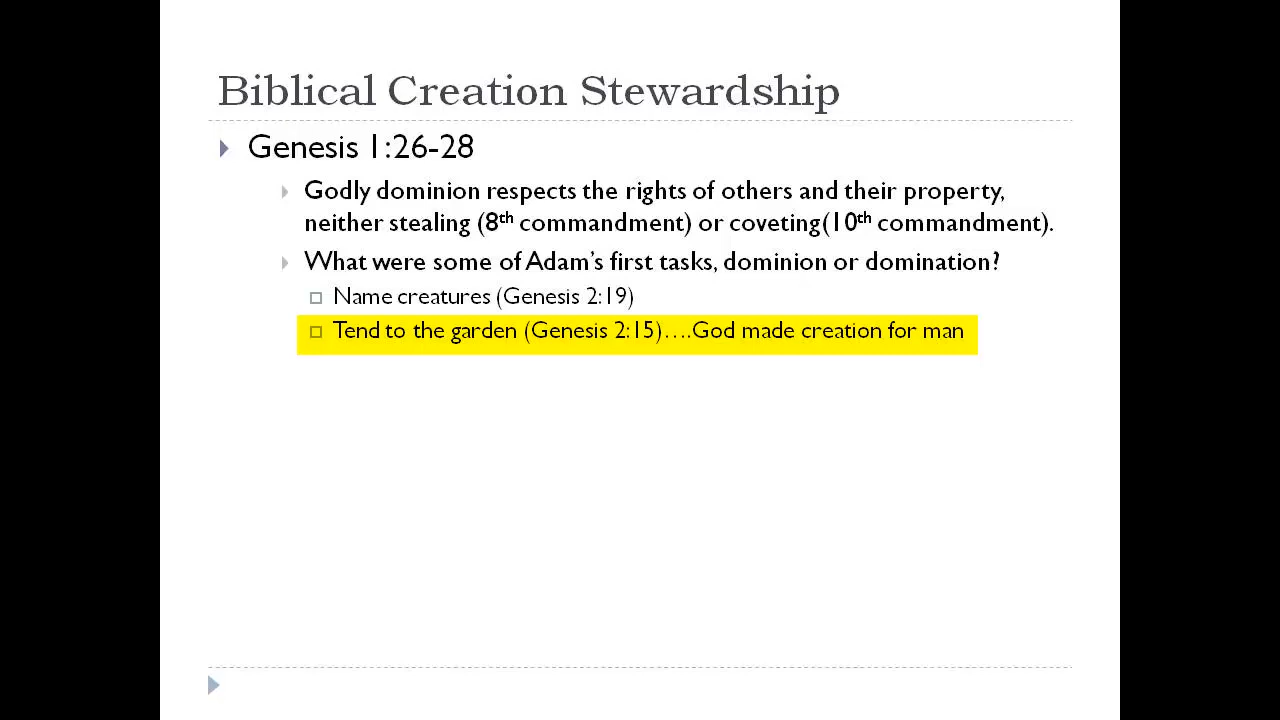 Biblical Creation Stewardship
Genesis 1:26-28
Godly dominion respects the rights of others and their property,
neither stealing (8th commandment) or coveting(10th commandment).
What were some of Adam's first tasks, dominion or domination?
Name creatures (Genesis 2:19)
Tend to the garden (Genesis 2:15)….God made creation for man